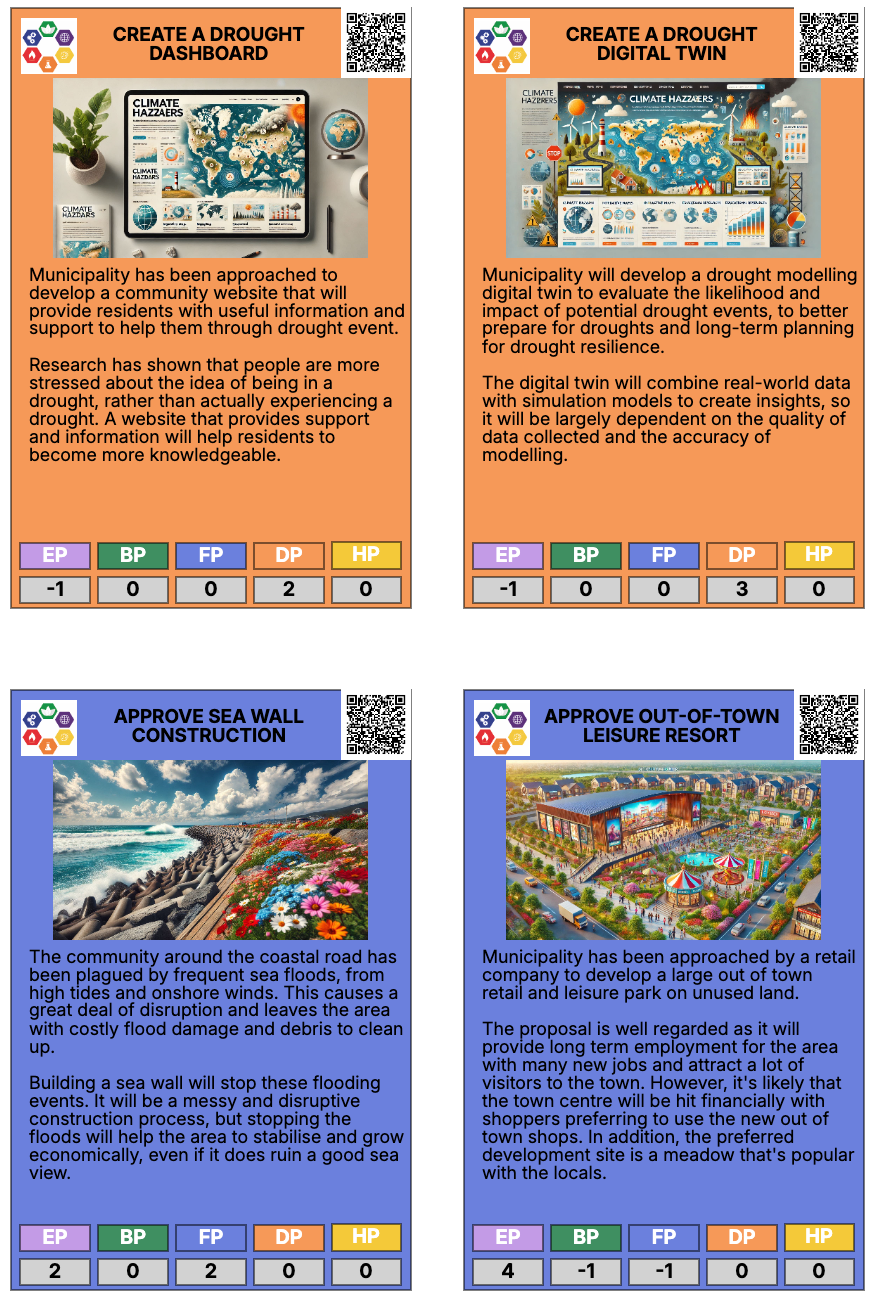 CREATE A DROUGHT
DASHBOARD
CLIMATE
HAZZAERS
CLIMATE
HAZDARS
Municipality has been approached to
develop a community website that will
provide residents with useful information and
support to help them through drought event.
Research has shown that people are more
stressed about the idea of being in a
drought, rather than actually experiencing a
drought. A website that provides support
and information will help residents to
become more knowledgeable.
EP BP FP DP HP
-1 0 0 2 0
CREATE A DROUGHT
DIGITAL TWIN
CLIMATE
CLIMATE HAZZAERS
STOP
Municipality will develop a drought modelling
digital twin to evaluate the likelihood and
impact of potential drought events, to better
prepare for droughts and long-term planning
for drought resilience.
The digital twin will combine real-world data
with simulation models to create insights, so
it will be largely dependent on the quality of
data collected and the accuracy of
modelling.
EP BP FP DP HP
-1 0 0 3 0
APPROVE SEA WALL
CONSTRUCTION
The community around the coastal road has
been plagued by frequent sea floods, from
high tides and onshore winds. This causes a
great deal of disruption and leaves the area
with costly flood damage and debris to clean
up.
Building a sea wall will stop these flooding
events. It will be a messy and disruptive
construction process, but stopping the
floods will help the area to stabilise and grow
economically, even if it does ruin a good sea
view.
EP BP FP DP HP
2 0 2 0 0
APPROVE OUT-OF-TOWN
LEISURE RESORT
Municipality has been approached by a retail
company to develop a large out of town
retail and leisure park on unused land.
The proposal is well regarded as it will
provide long term employment for the area
with many new jobs and attract a lot of
visitors to the town. However, it's likely that
the town centre will be hit financially with
shoppers preferring to use the new out of
town shops. In addition, the preferred
development site is a meadow that's popular
with the locals.
EP BP FP DP HP
4 -1 -1 0 0